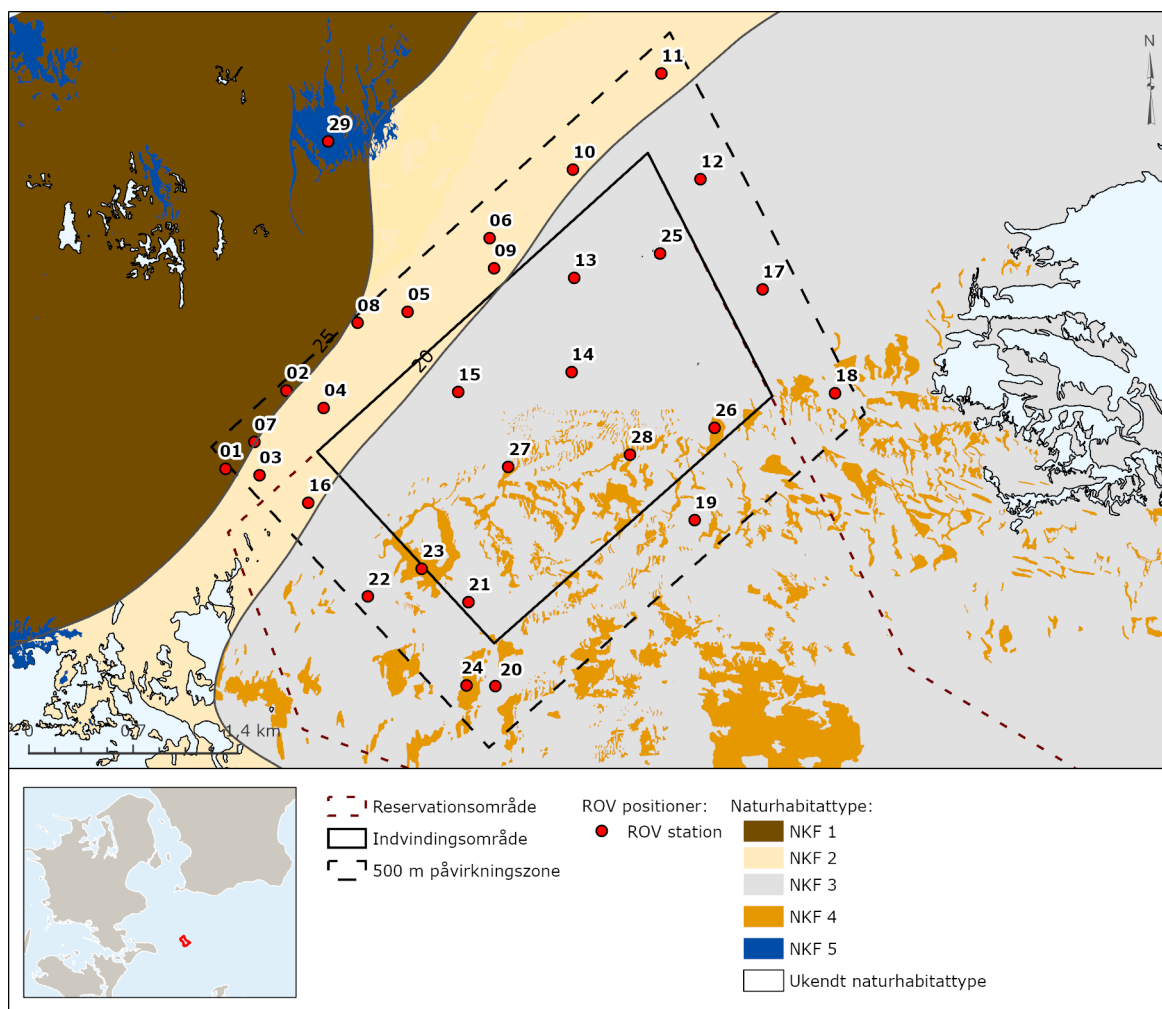 N
11
29
12
10
06
25
09
13
17
08
05
25
20
14
02
15
18
04
26
07
28
01
27
03
16
19
23
22
21
24
20
0 0,7 1,4 km
Reservationsområde
Indvindingsområde
500 m påvirkningszone
ROV positioner:
ROV station
Naturhabitattype:
NKF 1
NKF 2
NKF 3
NKF 4
NKF 5
Ukendt naturhabitattype